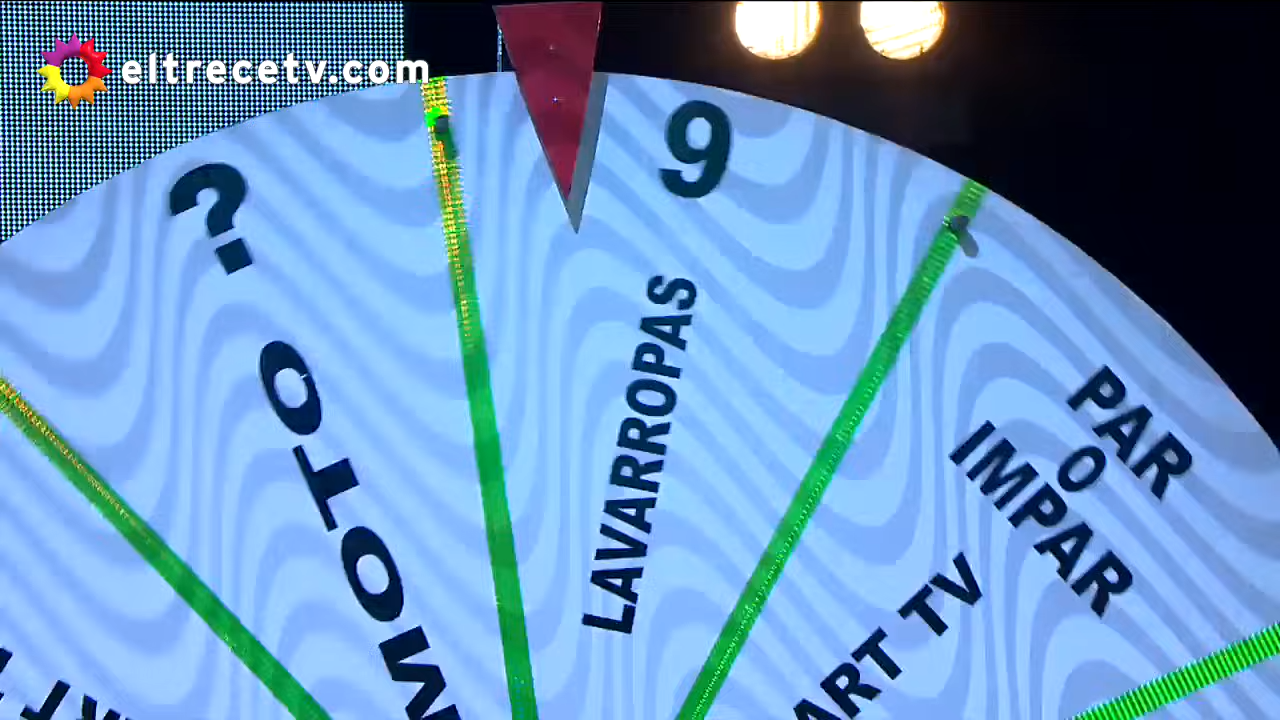 eltrecetv.com
?
MOTO
9
LAVARROPAS
PAR
O
IMPAR
ART TV